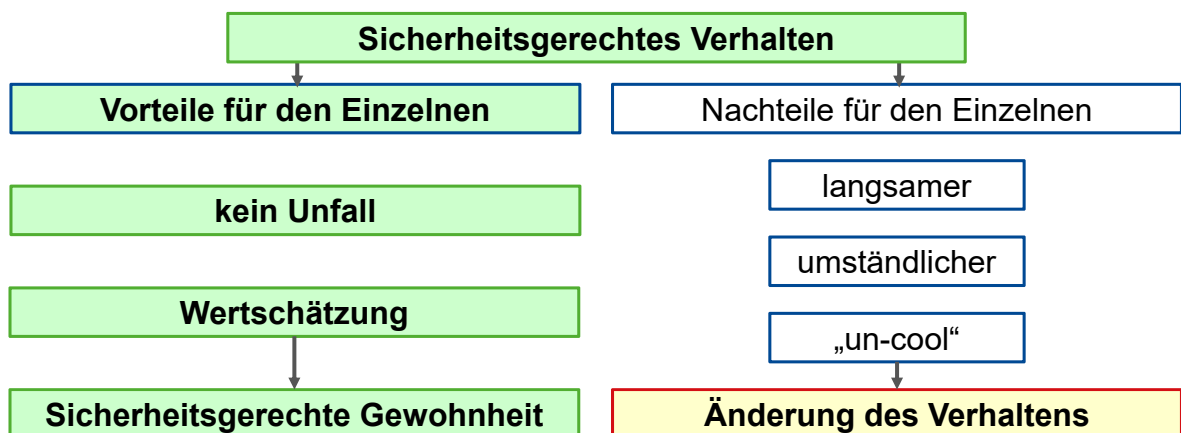 Sicherheitsgerechtes Verhalten
Vorteile für den Einzelnen
Nachteile für den Einzelnen
kein Unfall
langsamer
umständlicher
Wertschätzung
„un-cool“
Sicherheitsgerechte Gewohnheit
Änderung des Verhaltens